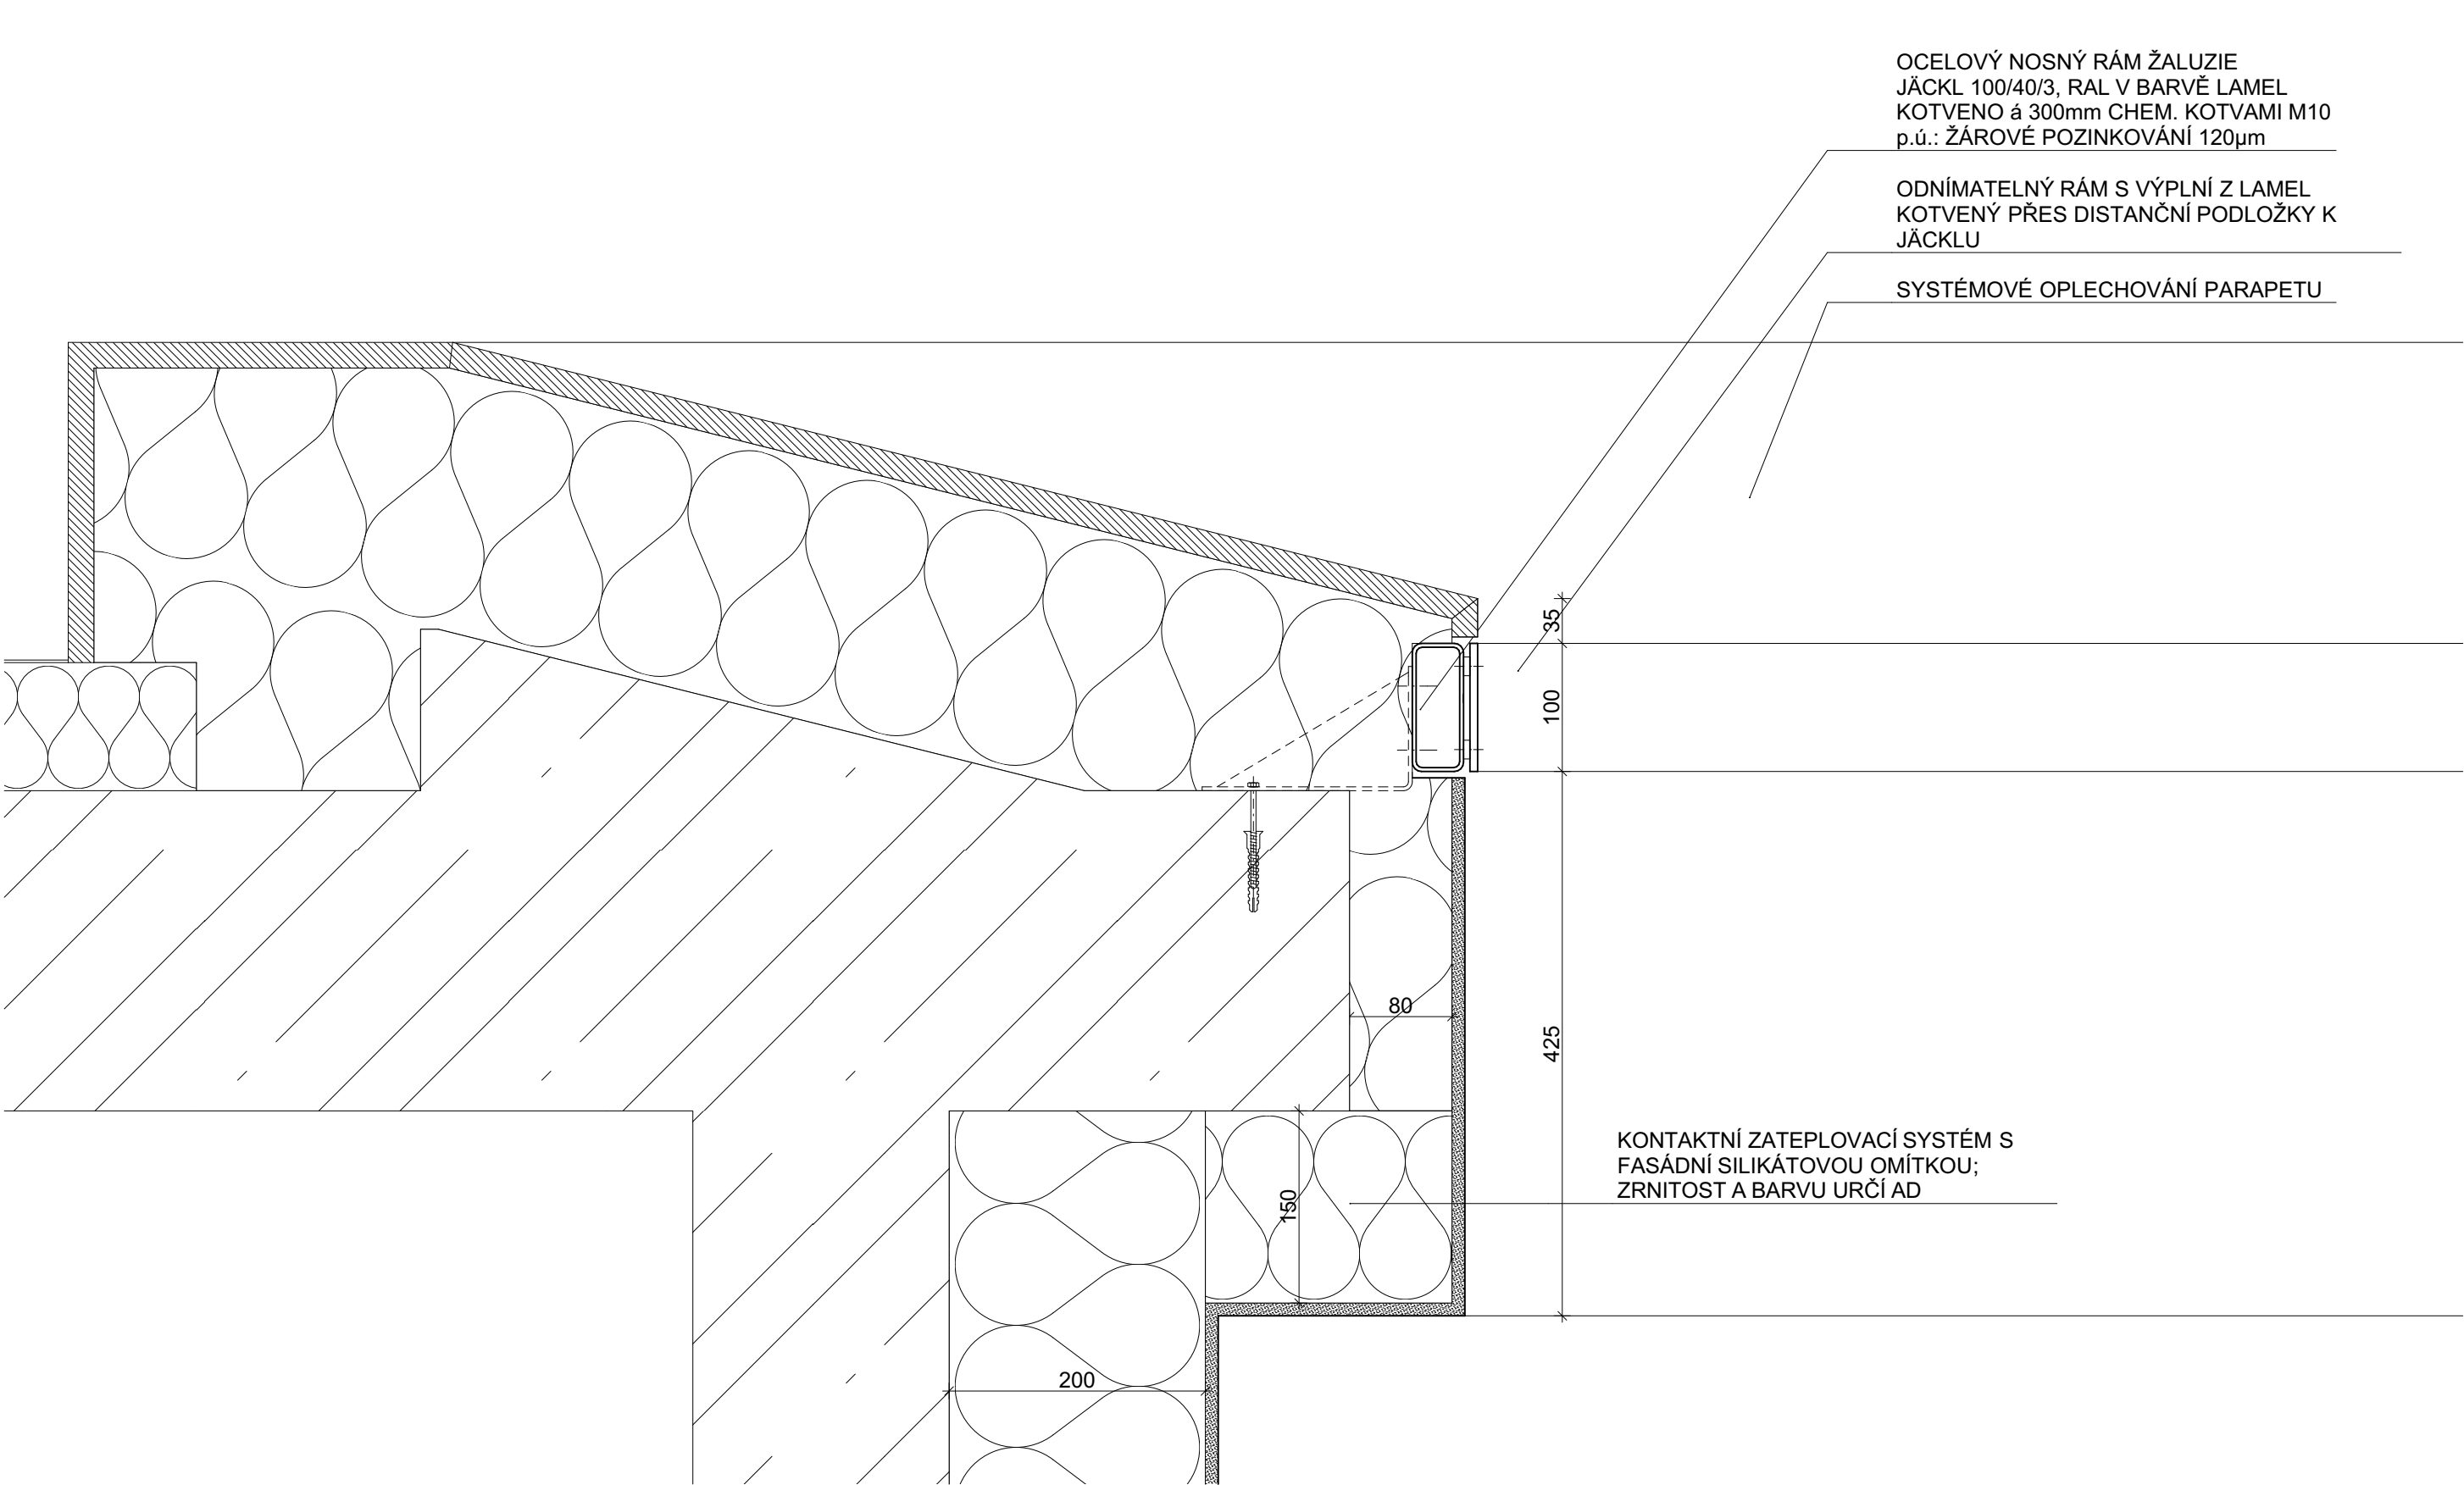 OCELOVÝ NOSNÝ RÁM ŽALUZIE
JÄCKL 100/40/3, RAL V BARVĚ LAMEL
KOTVENO á 300mm CHEM. KOTVAMI M10
p.ú.: ŽÁROVÉ POZINKOVÁNÍ 120µm
ODNÍMATELNÝ RÁM S VÝPLNÍ Z LAMEL
KOTVENÝ PŘES DISTANČNÍ PODLOŽKY K
JÄCKLU
SYSTÉMOVÉ OPLECHOVÁNÍ PARAPETU
35
100
80
425
KONTAKTNÍ ZATEPLOVACÍ SYSTÉM S
FASÁDNÍ SILIKÁTOVOU OMÍTKOU;
ZRNITOST A BARVU URČÍ AD
150
200